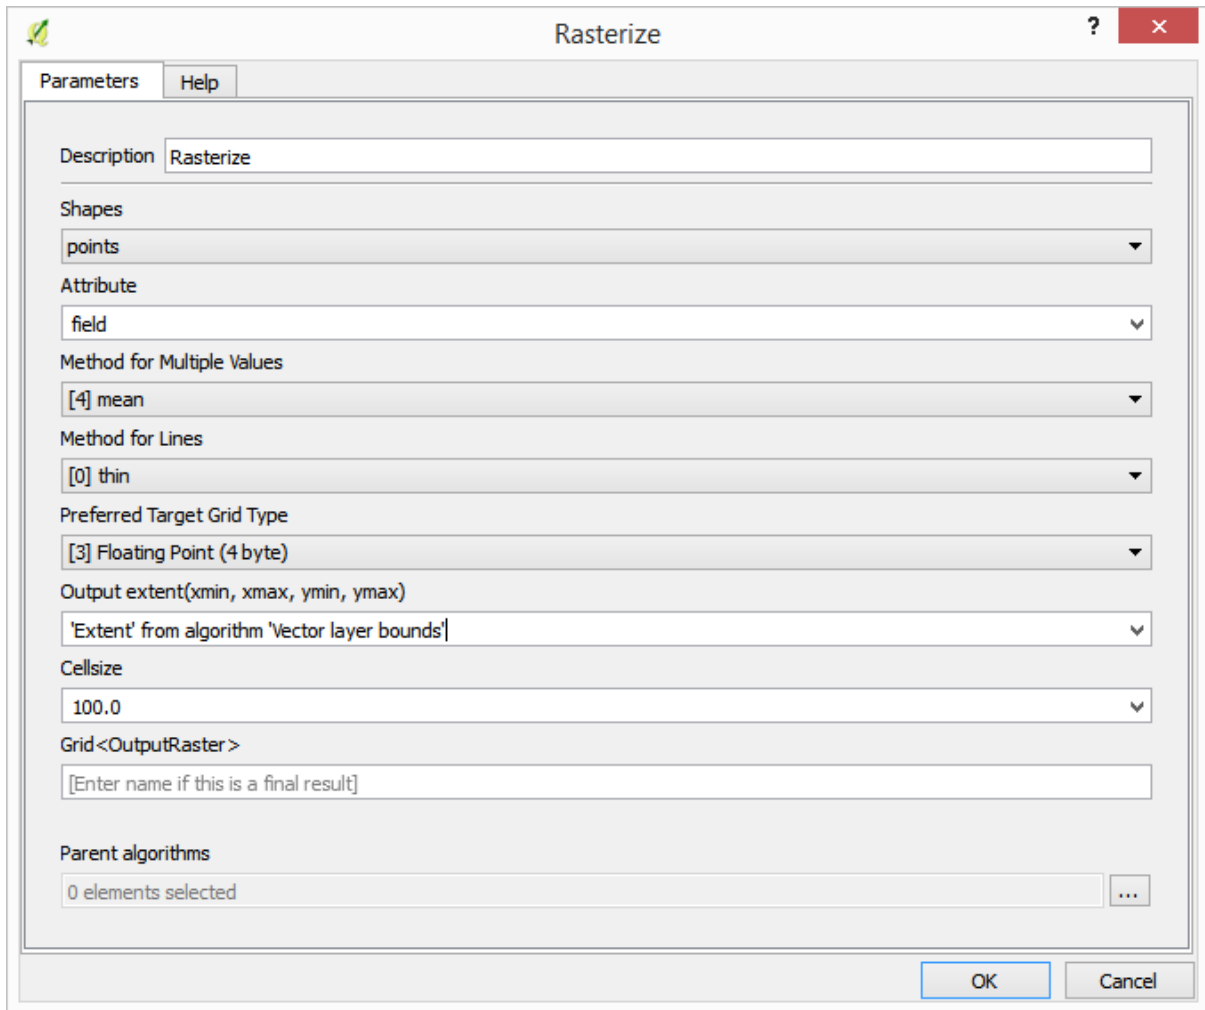 Rasterize
?
Parameters
Help
Description Rasterize
Shapes
points
Attribute
field
Method for Multiple Values
[4] mean
Method for Lines
[0] thin
Preferred Target Grid Type
[3] Floating Point (4 byte)
Output extent(xmin, xmax, ymin, ymax)
'Extent' from algorithm 'Vector layer bounds'
Cellsize
100.0
Grid<OutputRaster>
[Enter name if this is a final result]
Parent algorithms
0 elements selected
...
OK
Cancel